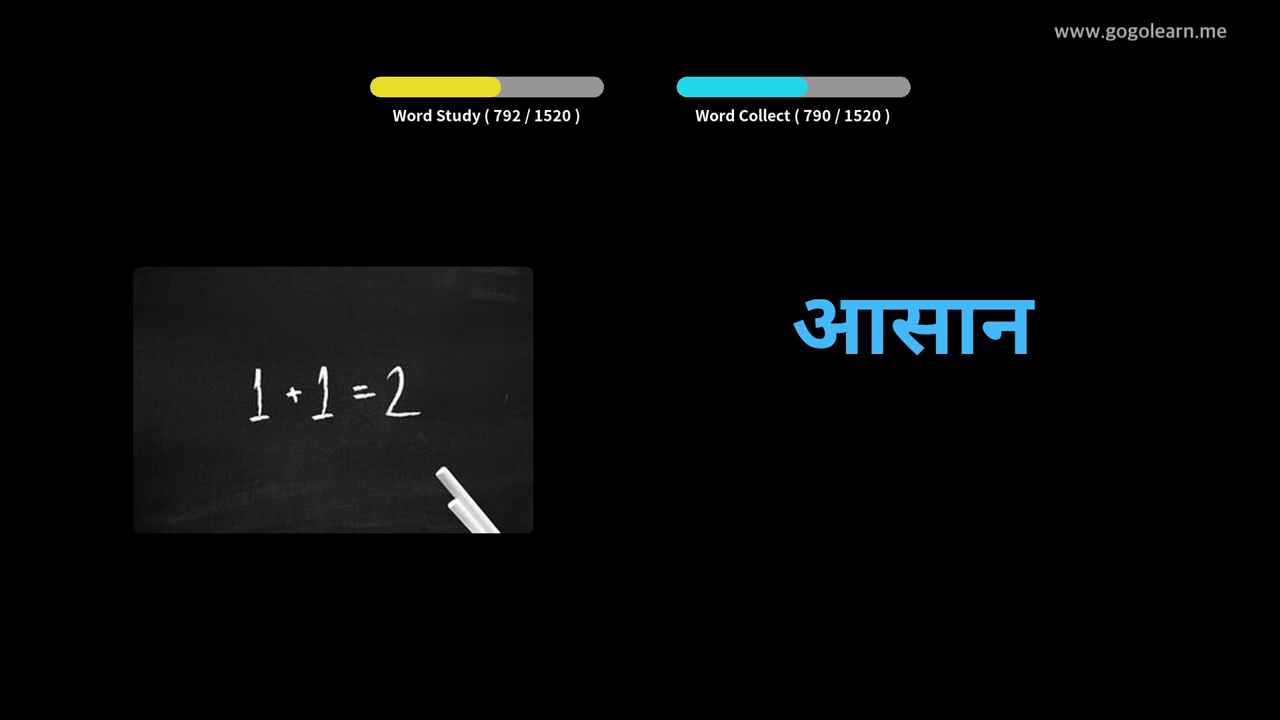 www.gogolearn.me
Word Study ( 792 / 1520 )
Word Collect ( 790 / 1520 )
आसान
1 + 1 = 2